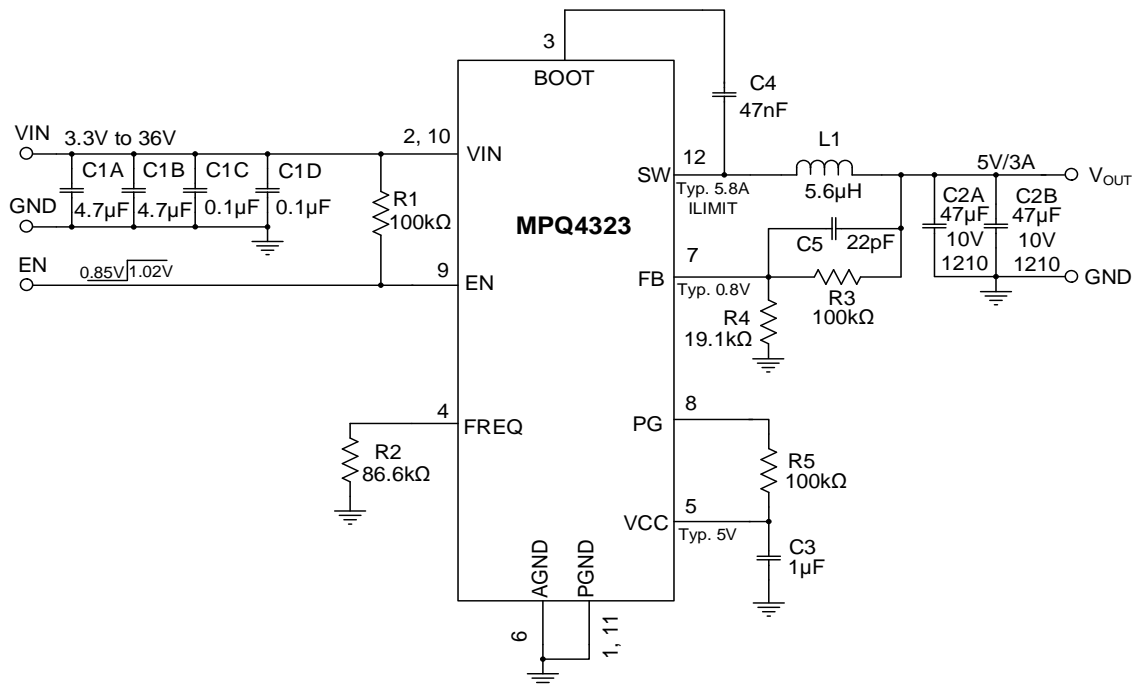 3
BOOT
C4
47nF
VIN
3.3V to 36V
2, 10
VIN
C1A
C1B
C1C
C1D
4.7µF
4.7µF
0.1µF
0.1µF
GND
R1
100kΩ
EN
0.85V
1.02V
9
EN
MPQ4323
12
SW
Typ. 5.8A
ILIMIT
L1
5.6µH
5V/3A
VOUT
C2A
47µF
10V
1210
C2B
47µF
10V
1210
GND
C5
22pF
7
FB
Typ. 0.8V
R3
100kΩ
R4
19.1kΩ
4
FREQ
R2
86.6kΩ
8
PG
R5
100kΩ
5
VCC
Typ. 5V
C3
1µF
AGND
PGND
6
1, 11